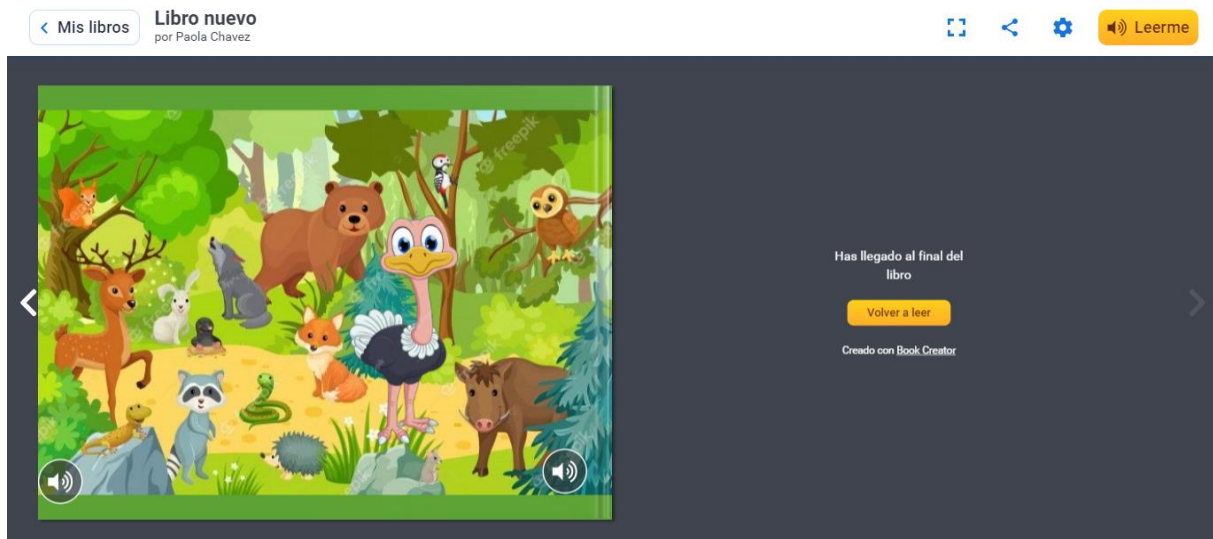 Mis libros
Libro nuevo
por Paola Chavez
Leerme
freepik
Has llegado al final del
libro
Volver a leer
Creado con Book Creator